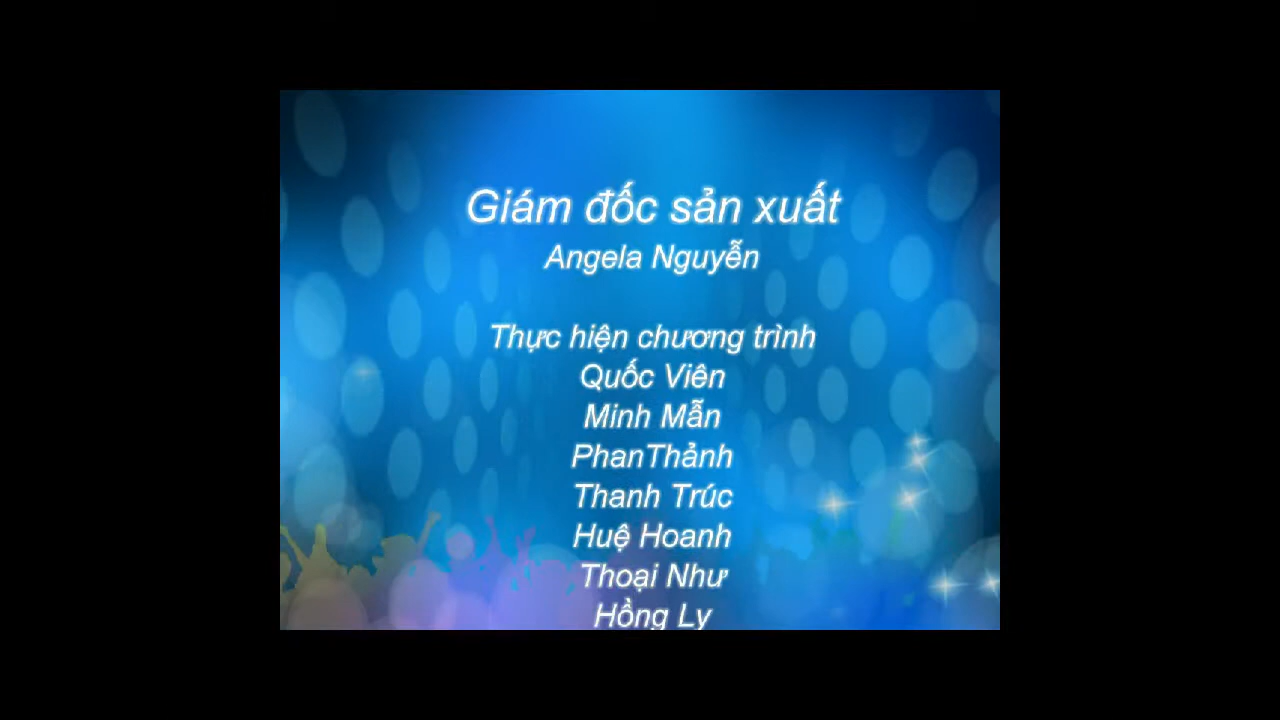 Giám đốc sản xuất
Angela Nguyễn
Thực hiện chương trình
Quốc Viên
Minh Mẫn
PhanThảnh
Thanh Trúc
Huệ Hoanh
Thoại Như
Hồng Ly